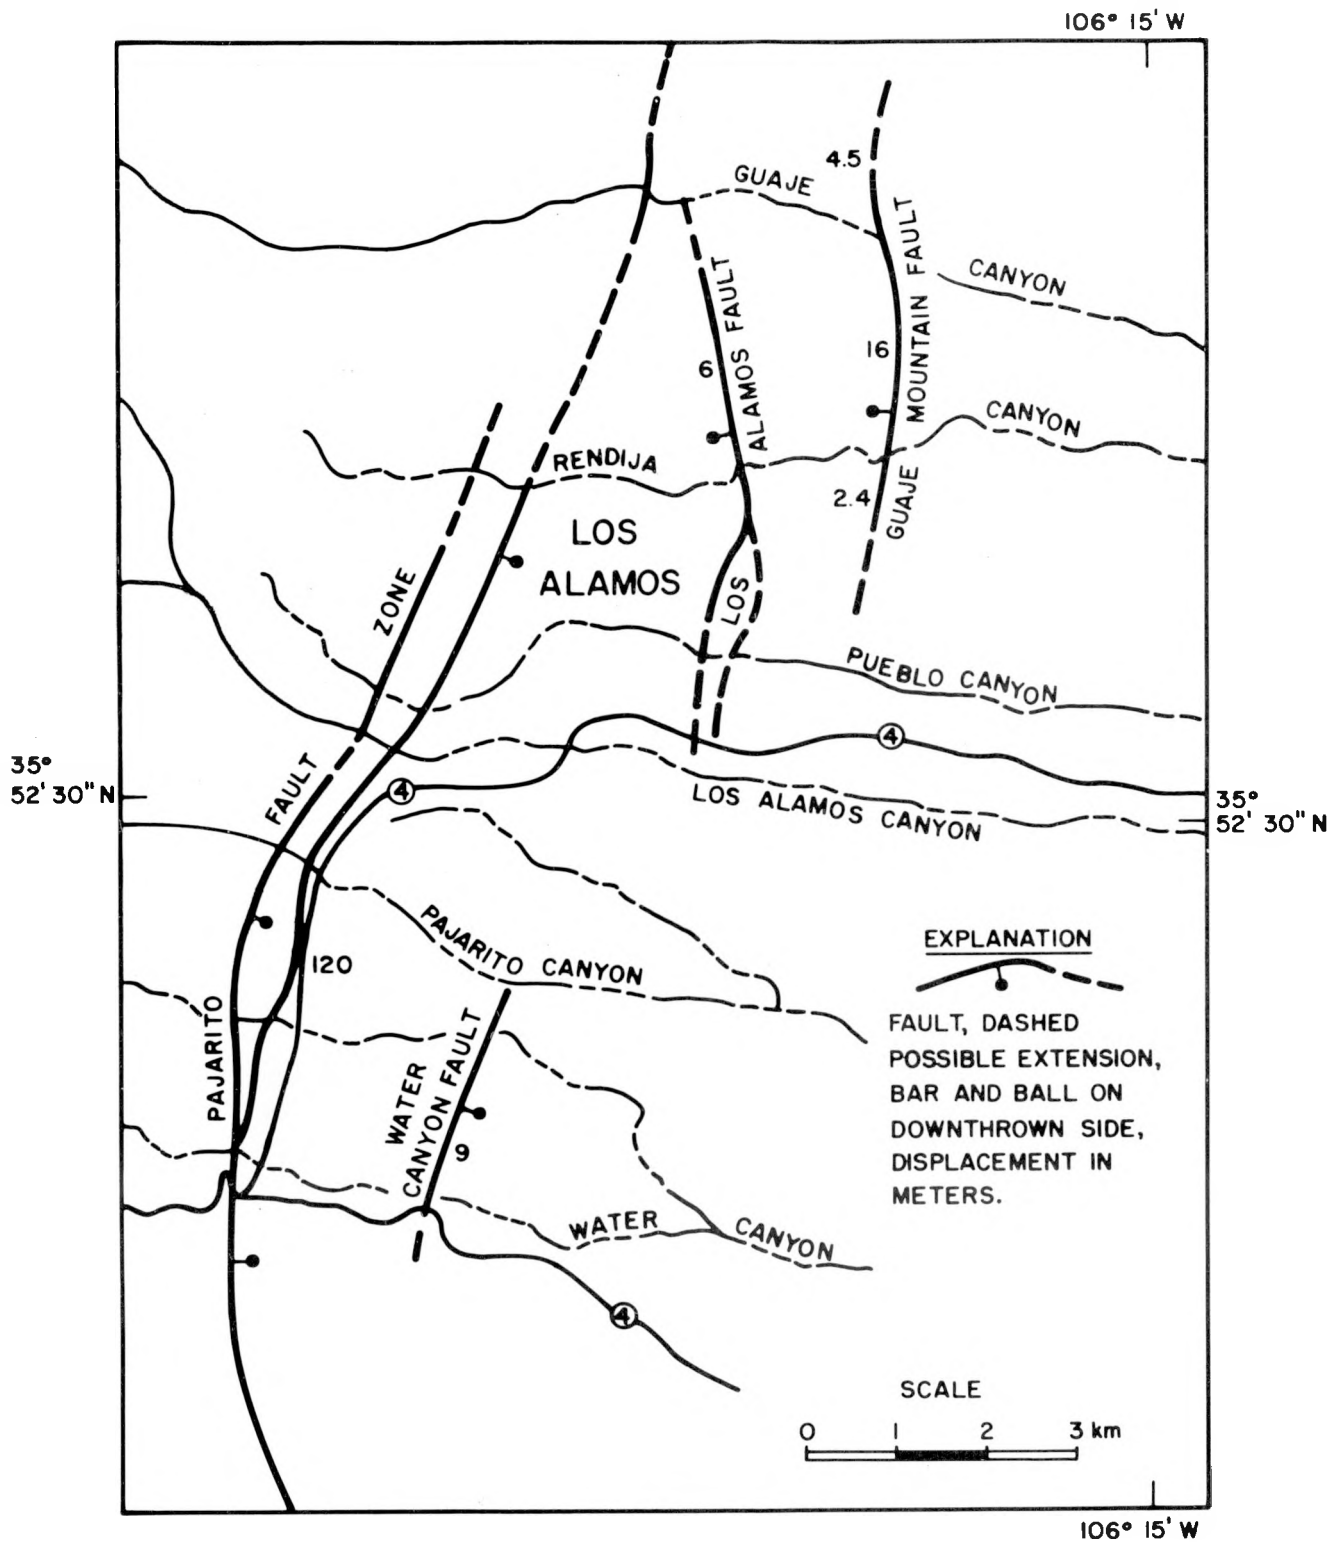 106° 15' W
4.5
GUAJE
CANYON
GUAJE MOUNTAIN FAULT
LOS ALAMOS FAULT
16
6
CANYON
RENDIJA
2.4
LOS
ALAMOS
ZONE
PUEBLO CANYON
4
35°
52' 30" N
FAULT
4
LOS ALAMOS CANYON
35°
52' 30" N
PAJARITO CANYON
120
EXPLANATION
PAJARITO
FAULT, DASHED
POSSIBLE EXTENSION,
BAR AND BALL ON
DOWNTHROWN SIDE,
DISPLACEMENT IN
METERS.
WATER
CANYON FAULT
9
WATER CANYON
4
SCALE
0 1 2 3 km
106° 15' W